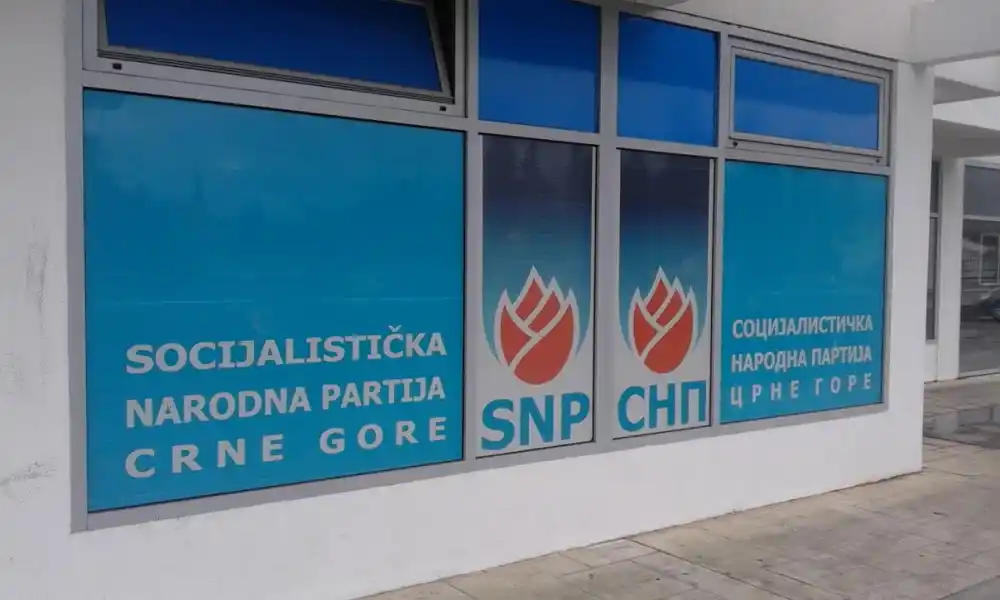 SOCIJALISTIČKA
NARODNA PARTIJA
CRNE GORE
SNP
СНП
СОЦИЈАЛИСТИЧКА
НАРОДНА ПАРТИЈА
ЦРНЕ ГОРЕ